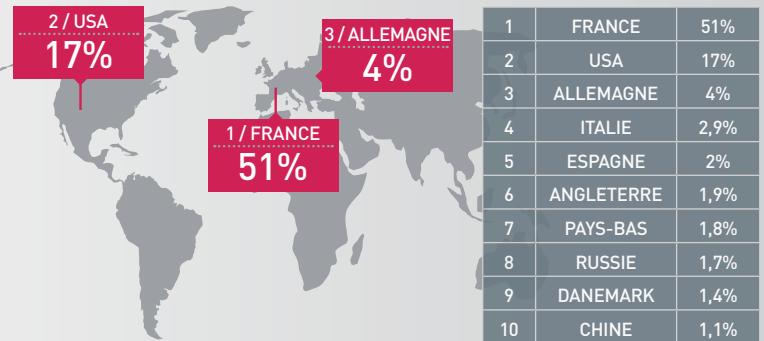 2 / USA
17%
3 / ALLEMAGNE
4%
1 / FRANCE
51%
1 FRANCE 51%
2 USA 17%
3 ALLEMAGNE 4%
4 ITALIE 2,9%
5 ESPAGNE 2%
6 ANGLETERRE 1,9%
7 PAYS-BAS 1,8%
8 RUSSIE 1,7%
9 DANEMARK 1,4%
10 CHINE 1,1%